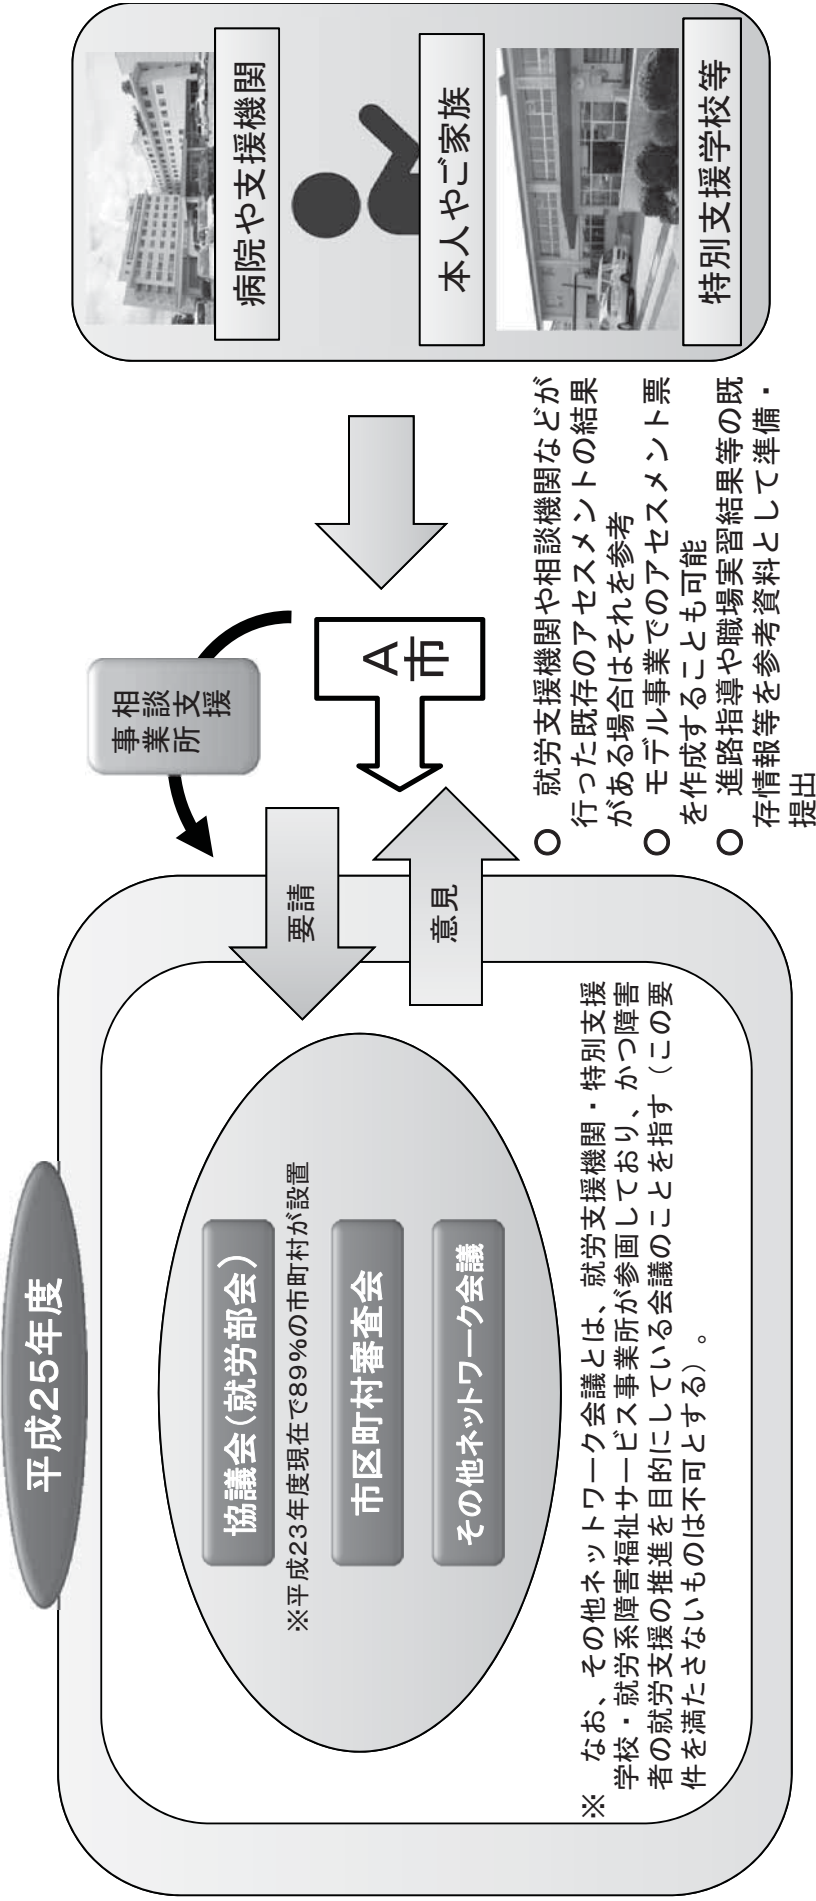 平成25年度
協議会(就労部会)
※平成23年度現在で89%の市町村が設置
市区町村審査会
その他ネットワーク会議
※ なお、その他ネットワーク会議とは、就労支援機関・特別支援
学校・就労系障害福祉サービス事業所が参画しており、かつ障害
者の就労支援の推進を目的にしている会議のことを指す（この要
件を満たさないものは不可とする）。
要請
意見
相談支援
事業所
A
市
○ 就労支援機関や相談機関などが
行った既存のアセスメントの結果
がある場合はそれを参考
○ モデル事業でのアセスメント票
を作成することも可能
○ 進路指導や職場実習結果等の既
存情報等を参考資料として準備・
提出
病院や支援機関
本人やご家族
特別支援学校等